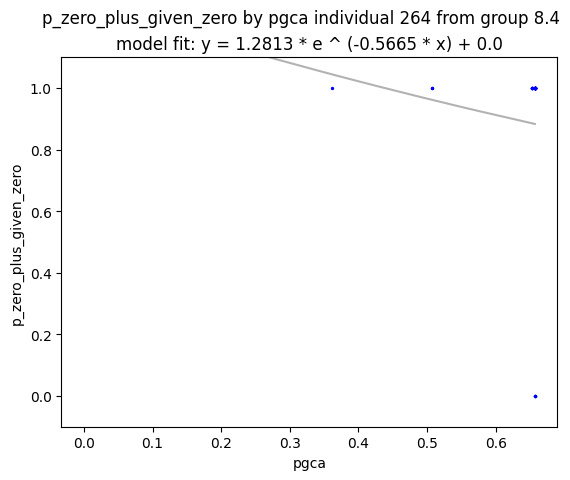 p_zero_plus_given_zero by pgca individual 264 from group 8.4
model fit: y = 1.2813 * e ^ (-0.5665 * x) + 0.0
1.0
0.8
0.6
0.4
0.2
0.0
p_zero_plus_given_zero
0.0 0.1 0.2 0.3 0.4 0.5 0.6
pgca